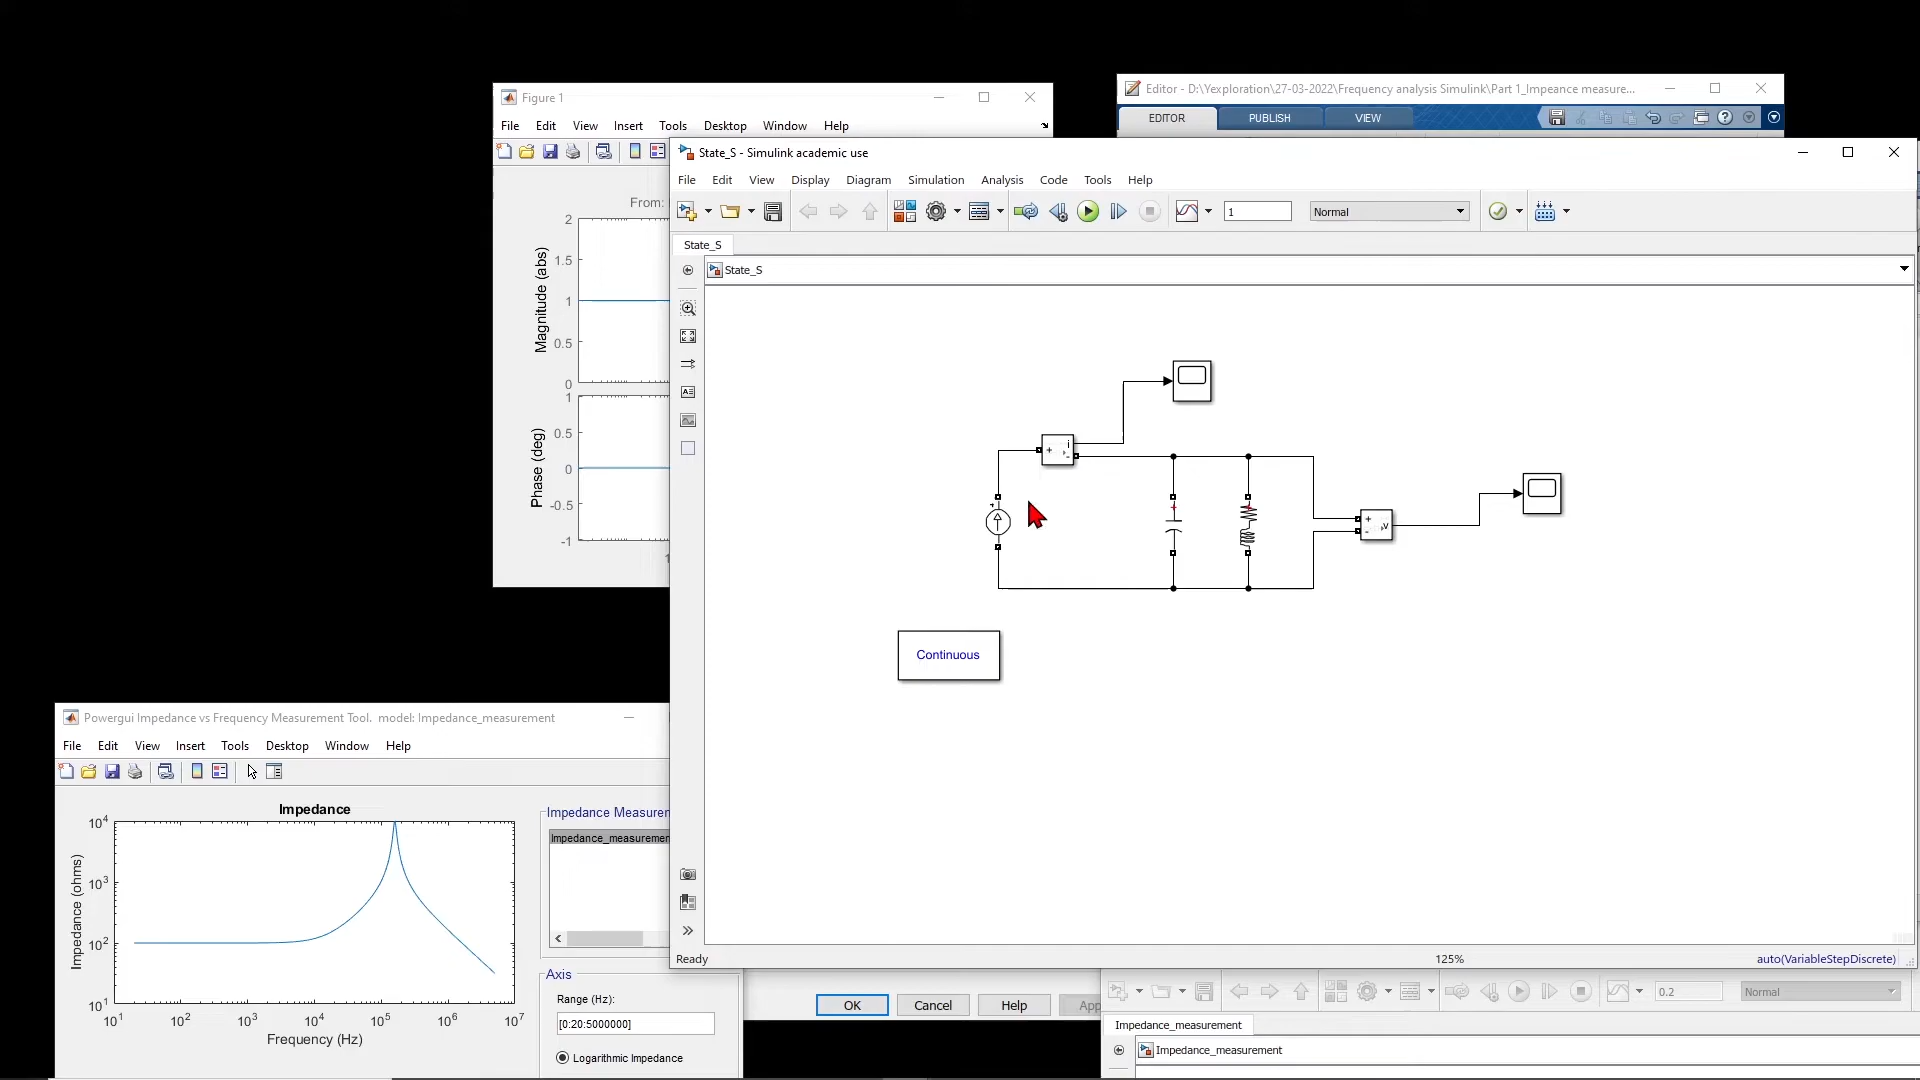 Figure 1
File Edit View Insert Tools Desktop Window Help
From:
Magnitude (abs)
2
1.5
1
0.5
0
Phase (deg)
1
0.5
0
-0.5
-1
Editor - D:\Yexploration\27-03-2022\Frequency analysis Simulink\Part 1_Impeance measure...
EDITOR PUBLISH VIEW
State_S - Simulink academic use
File Edit View Display Diagram Simulation Analysis Code Tools Help
1 Normal
State_S
State_S
i
+
-
+
-
v
Continuous
Ready 125% auto(VariableStepDiscrete)
Powergui Impedance vs Frequency Measurement Tool. model: Impedance_measurement
File Edit View Insert Tools Desktop Window Help
Impedance
Impedance (ohms)
10^4
10^3
10^2
10^1
10^1 10^2 10^3 10^4 10^5 10^6 10^7
Frequency (Hz)
Impedance Measurem
Impedance_measuremen
Axis
Range (Hz):
[0:20:5000000]
Logarithmic Impedance
OK Cancel Help App
0.2 Normal
Impedance_measurement
Impedance_measurement